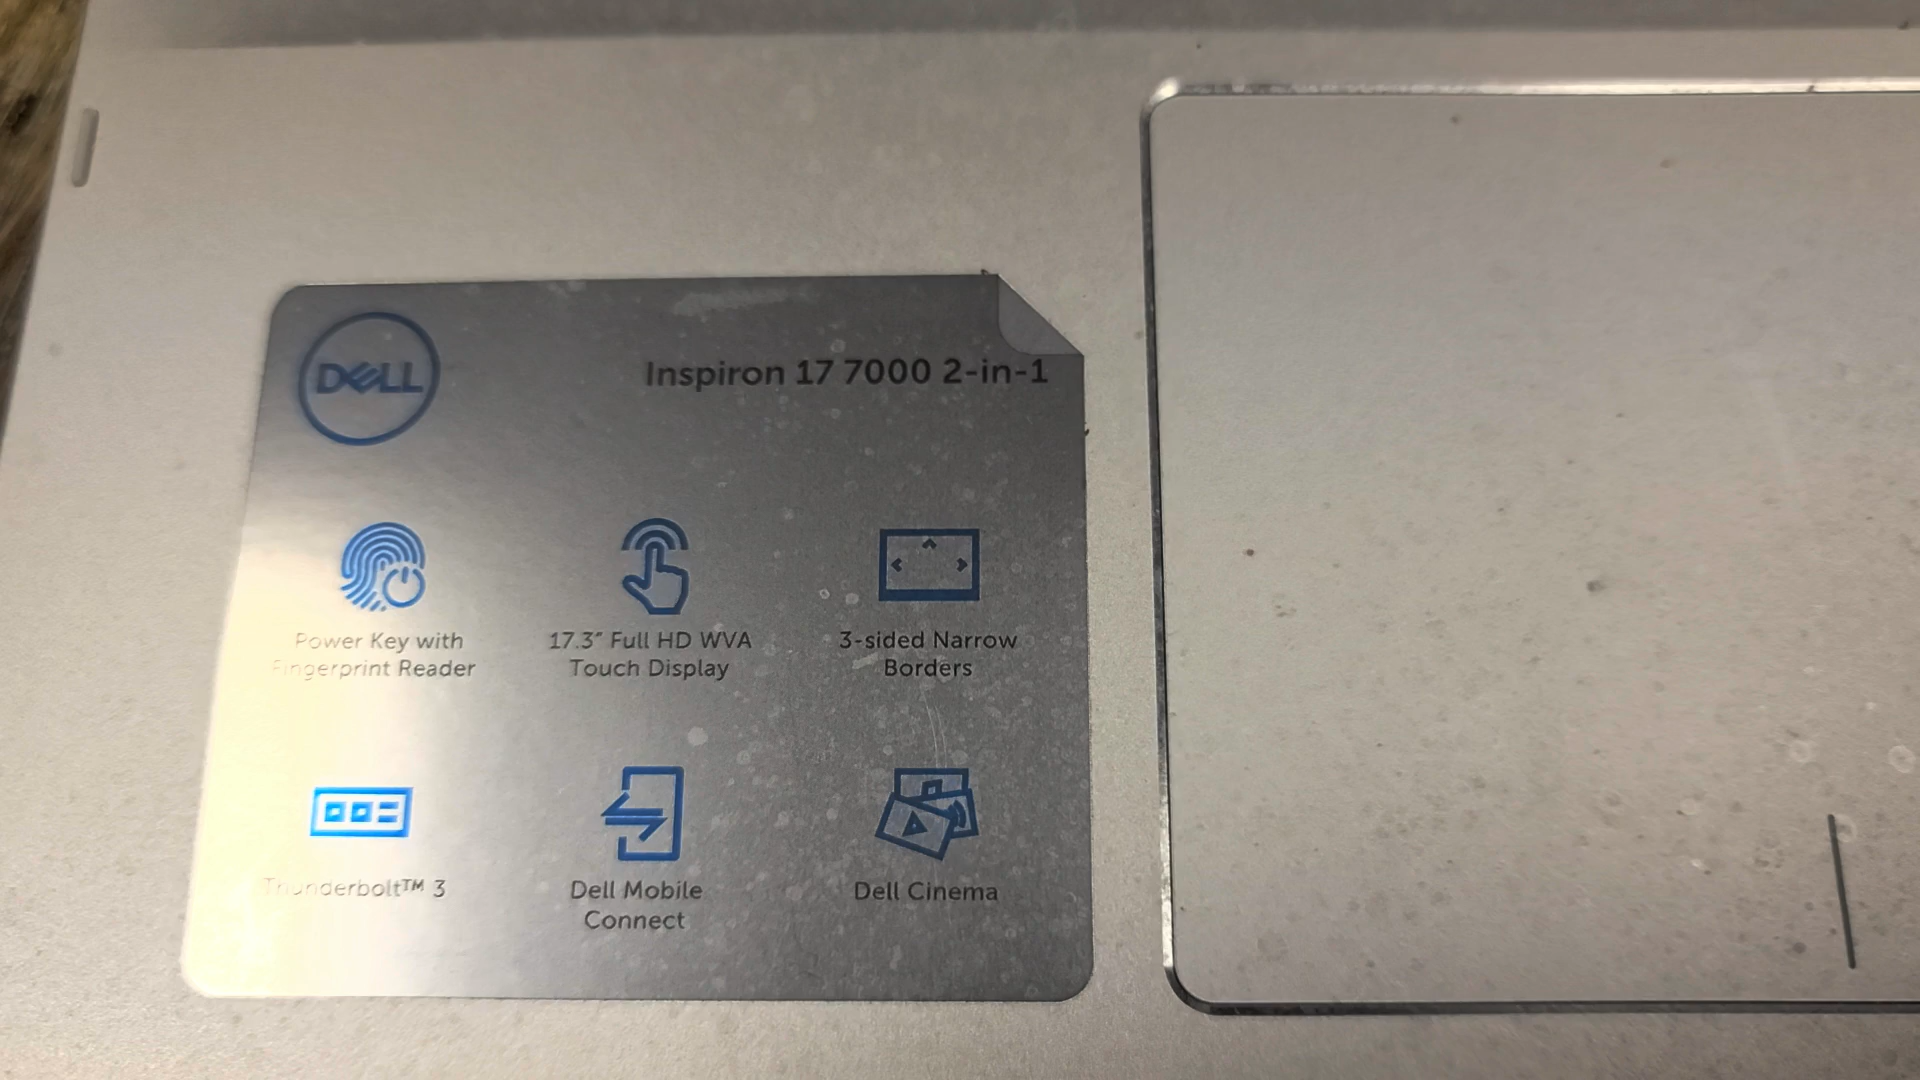 DELL
Inspiron 17 7000 2-in-1
Power Key with
Fingerprint Reader
17.3" Full HD WVA
Touch Display
3-sided Narrow
Borders
Thunderbolt™ 3
Dell Mobile
Connect
Dell Cinema